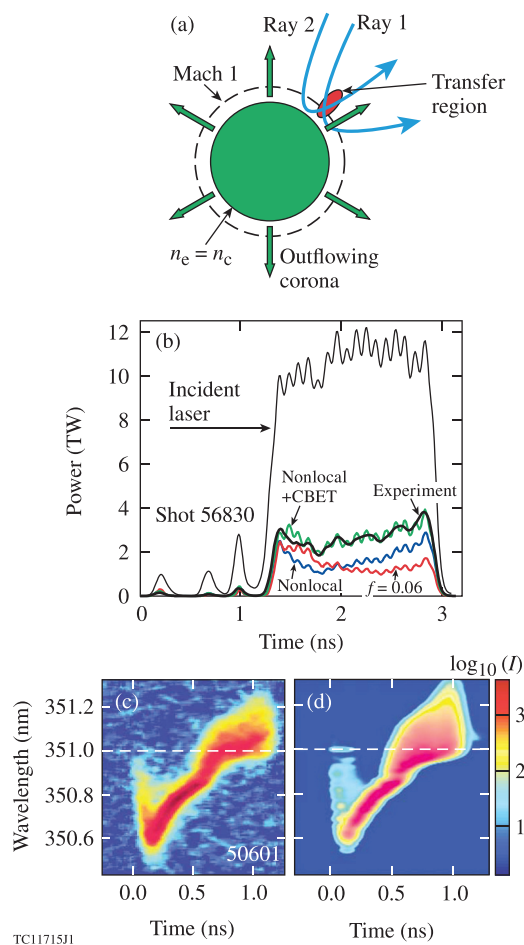 (a)
Ray 2
Ray 1
Mach 1
Transfer
region
nₑ = n꜀
Outflowing
corona
(b)
12
10
8
6
4
2
0
Power (TW)
Incident
laser
Shot 56830
Nonlocal
+CBET
Experiment
Nonlocal
f = 0.06
0
1
2
3
Time (ns)
log₁₀ (I)
(c)
(d)
351.2
351.0
350.8
350.6
Wavelength (nm)
50601
3
2
1
0.0
0.5
1.0
0.0
0.5
1.0
Time (ns)
Time (ns)
TC11715J1